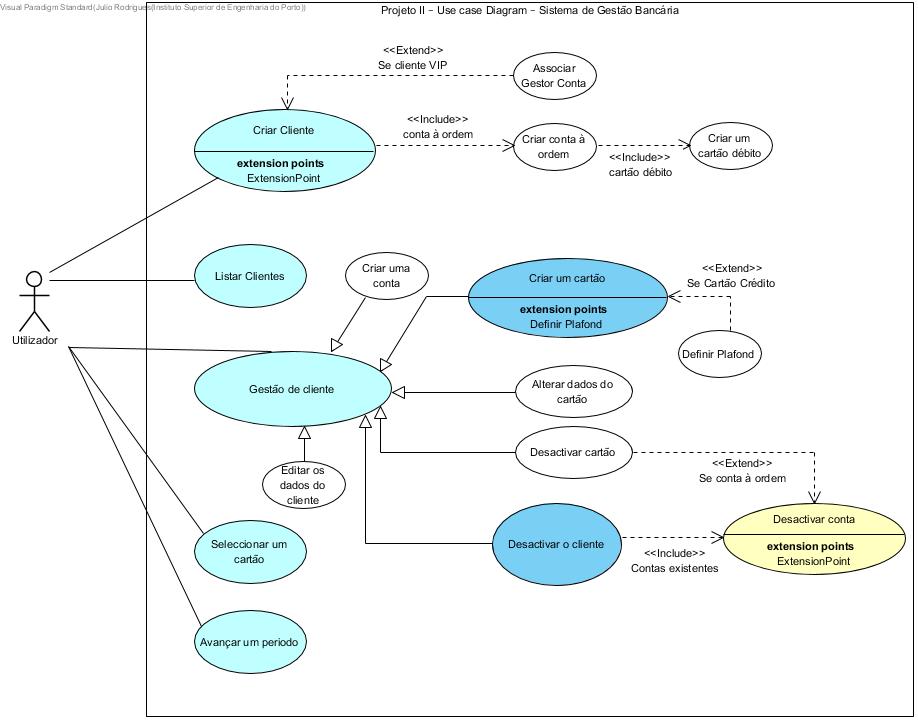 Visual Paradigm Standard(Julio Rodrigues(Instituto Superior de Engenharia do Porto))
Projeto II – Use case Diagram – Sistema de Gestão Bancária
<<Extend>>
Se cliente VIP
Associar
Gestor Conta
Criar Cliente
extension points
ExtensionPoint
<<Include>>
conta à ordem
Criar conta à
ordem
<<Include>>
cartão débito
Criar um
cartão débito
Listar Clientes
Criar uma
conta
Criar um cartão
extension points
Definir Plafond
<<Extend>>
Se Cartão Crédito
Definir Plafond
Utilizador
Gestão de cliente
Alterar dados do
cartão
Desactivar cartão
<<Extend>>
Se conta à ordem
Editar os
dados do
cliente
Desactivar o cliente
<<Include>>
Contas existentes
Desactivar conta
extension points
ExtensionPoint
Seleccionar um
cartão
Avançar um periodo